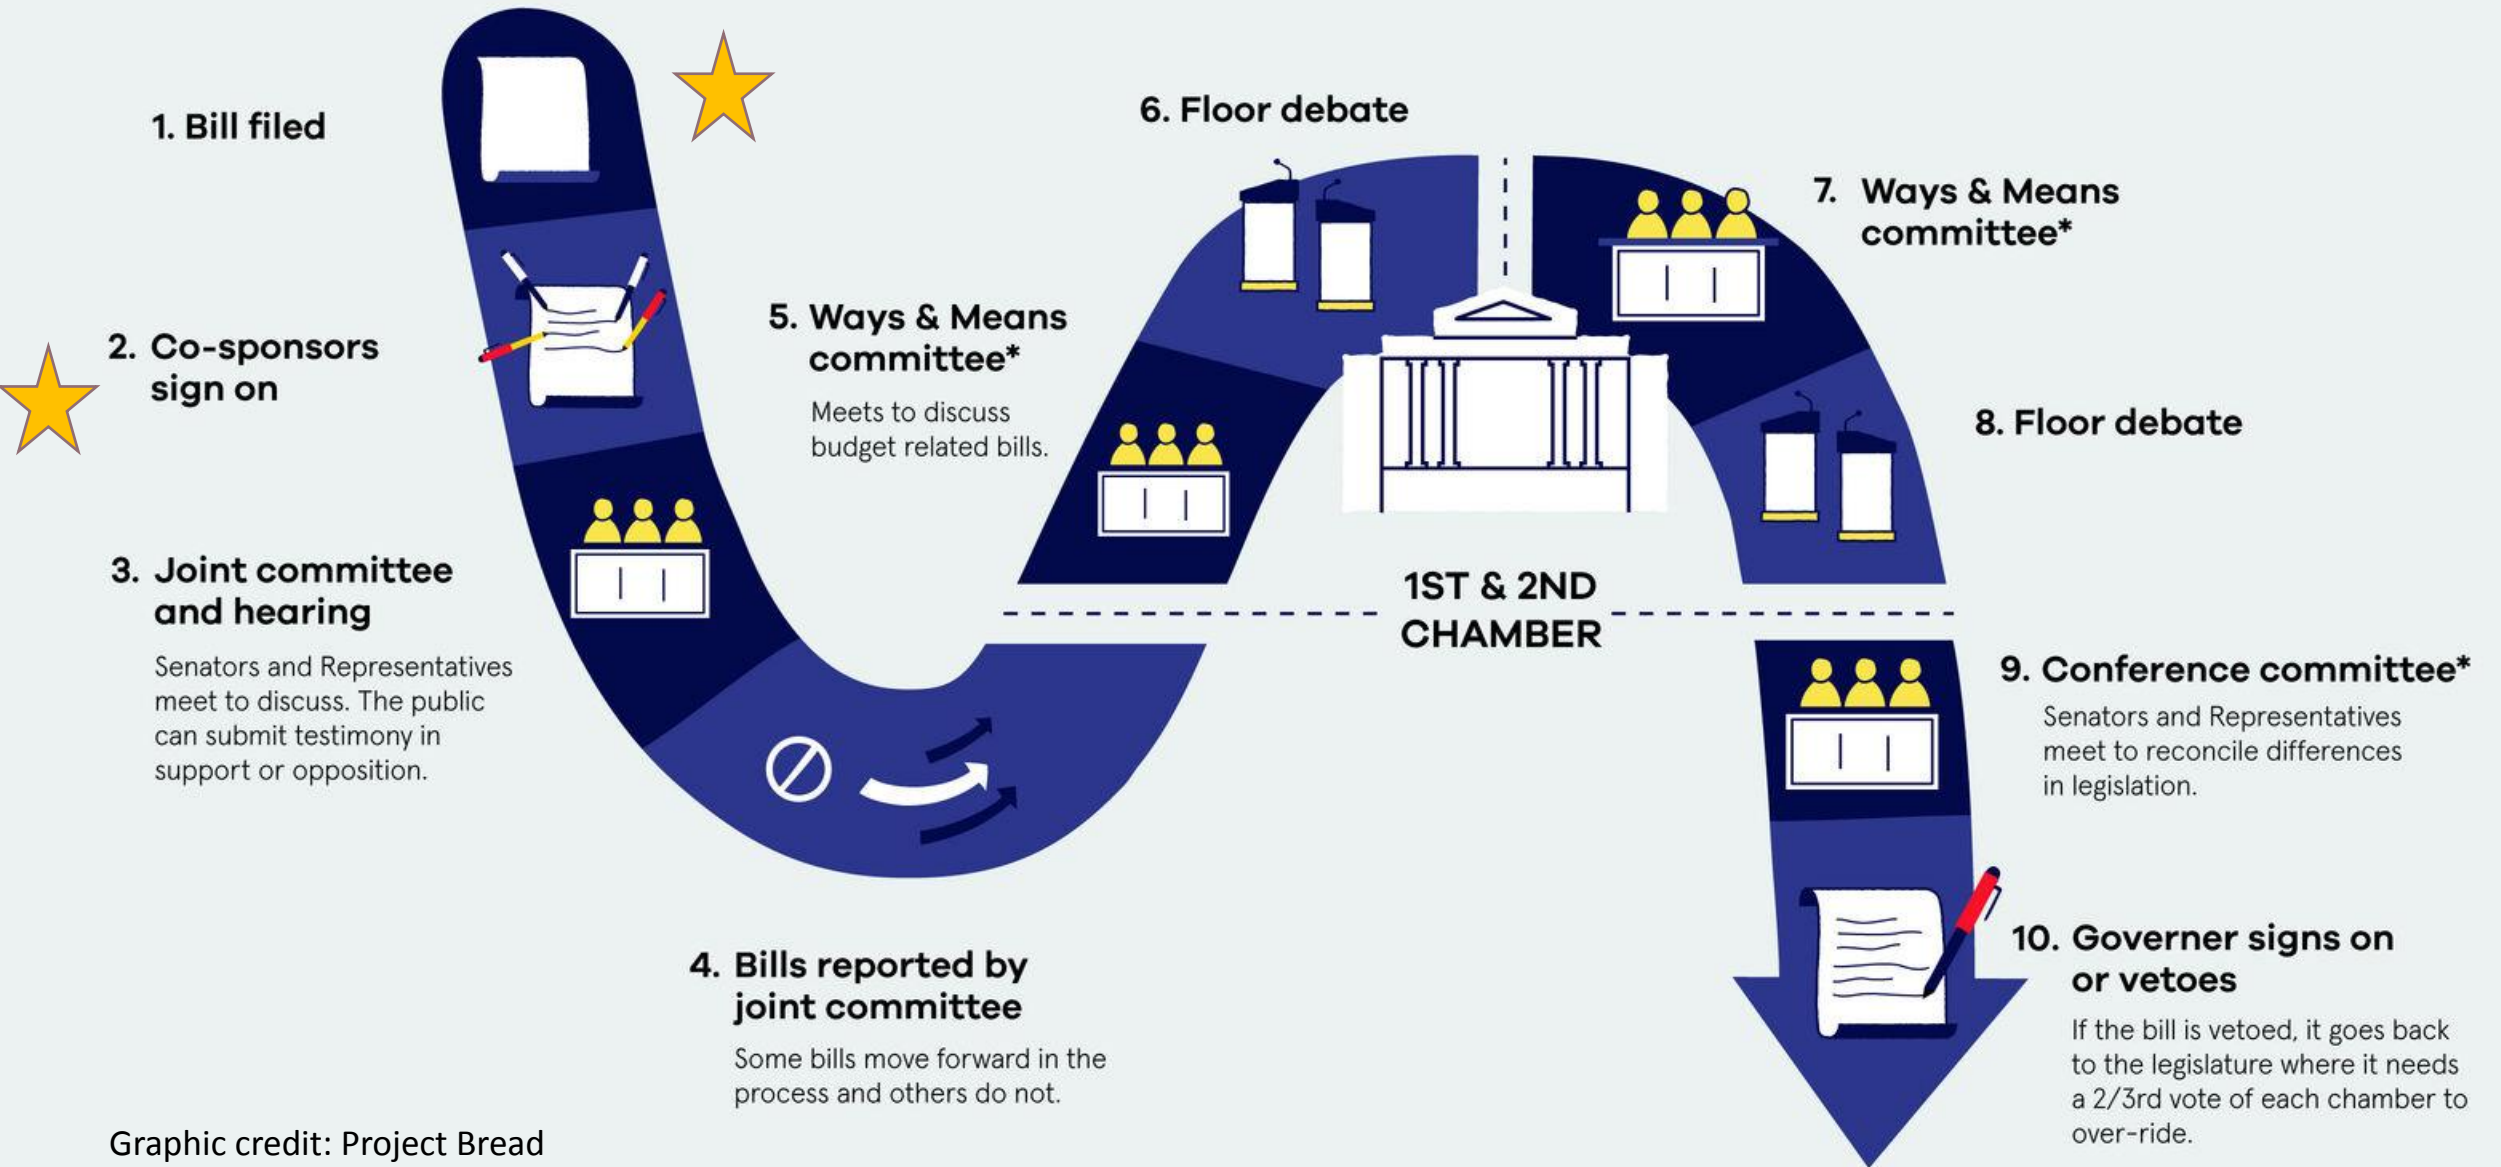 1. Bill filed
2. Co-sponsors
sign on
3. Joint committee
and hearing
Senators and Representatives
meet to discuss. The public
can submit testimony in
support or opposition.
4. Bills reported by
joint committee
Some bills move forward in the
process and others do not.
5. Ways & Means
committee*
Meets to discuss
budget related bills.
6. Floor debate
1ST & 2ND
CHAMBER
7. Ways & Means
committee*
8. Floor debate
9. Conference committee*
Senators and Representatives
meet to reconcile differences
in legislation.
10. Governer signs on
or vetoes
If the bill is vetoed, it goes back
to the legislature where it needs
a 2/3rd vote of each chamber to
over-ride.
Graphic credit: Project Bread